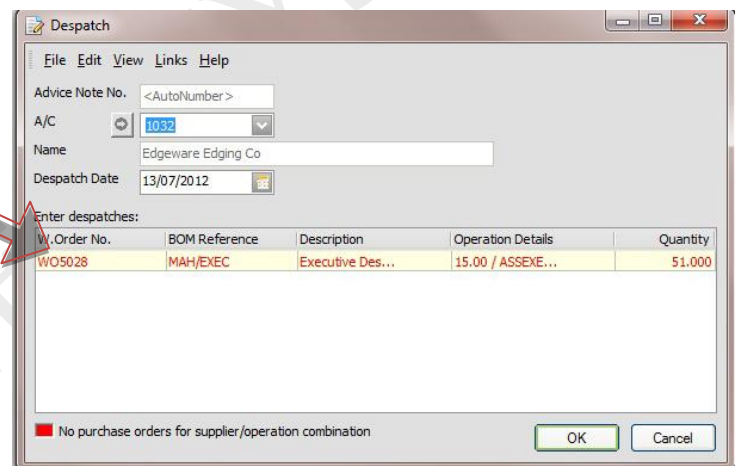 Despatch
File Edit View Links Help
Advice Note No. <AutoNumber>
A/C 1032
Name Edgeware Edging Co
Despatch Date 13/07/2012
Enter despatches:
W.Order No. BOM Reference Description Operation Details Quantity
WO5028 MAH/EXEC Executive Des... 15.00 / ASSEXE... 51.000
No purchase orders for supplier/operation combination
OK Cancel